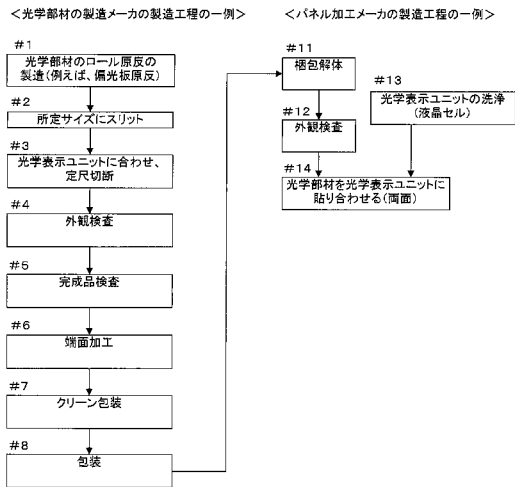 <光学部材の製造メーカの製造工程の一例>
#1
光学部材のロール原反の
製造(例えば、偏光板原反)
#2
所定サイズにスリット
#3
光学表示ユニットに合わせ、
定尺切断
#4
外観検査
#5
完成品検査
#6
端面加工
#7
クリーン包装
#8
包装
<パネル加工メーカの製造工程の一例>
#11
梱包解体
#12
外観検査
#13
光学表示ユニットの洗浄
(液晶セル)
#14
光学部材を光学表示ユニットに
貼り合わせる(両面)